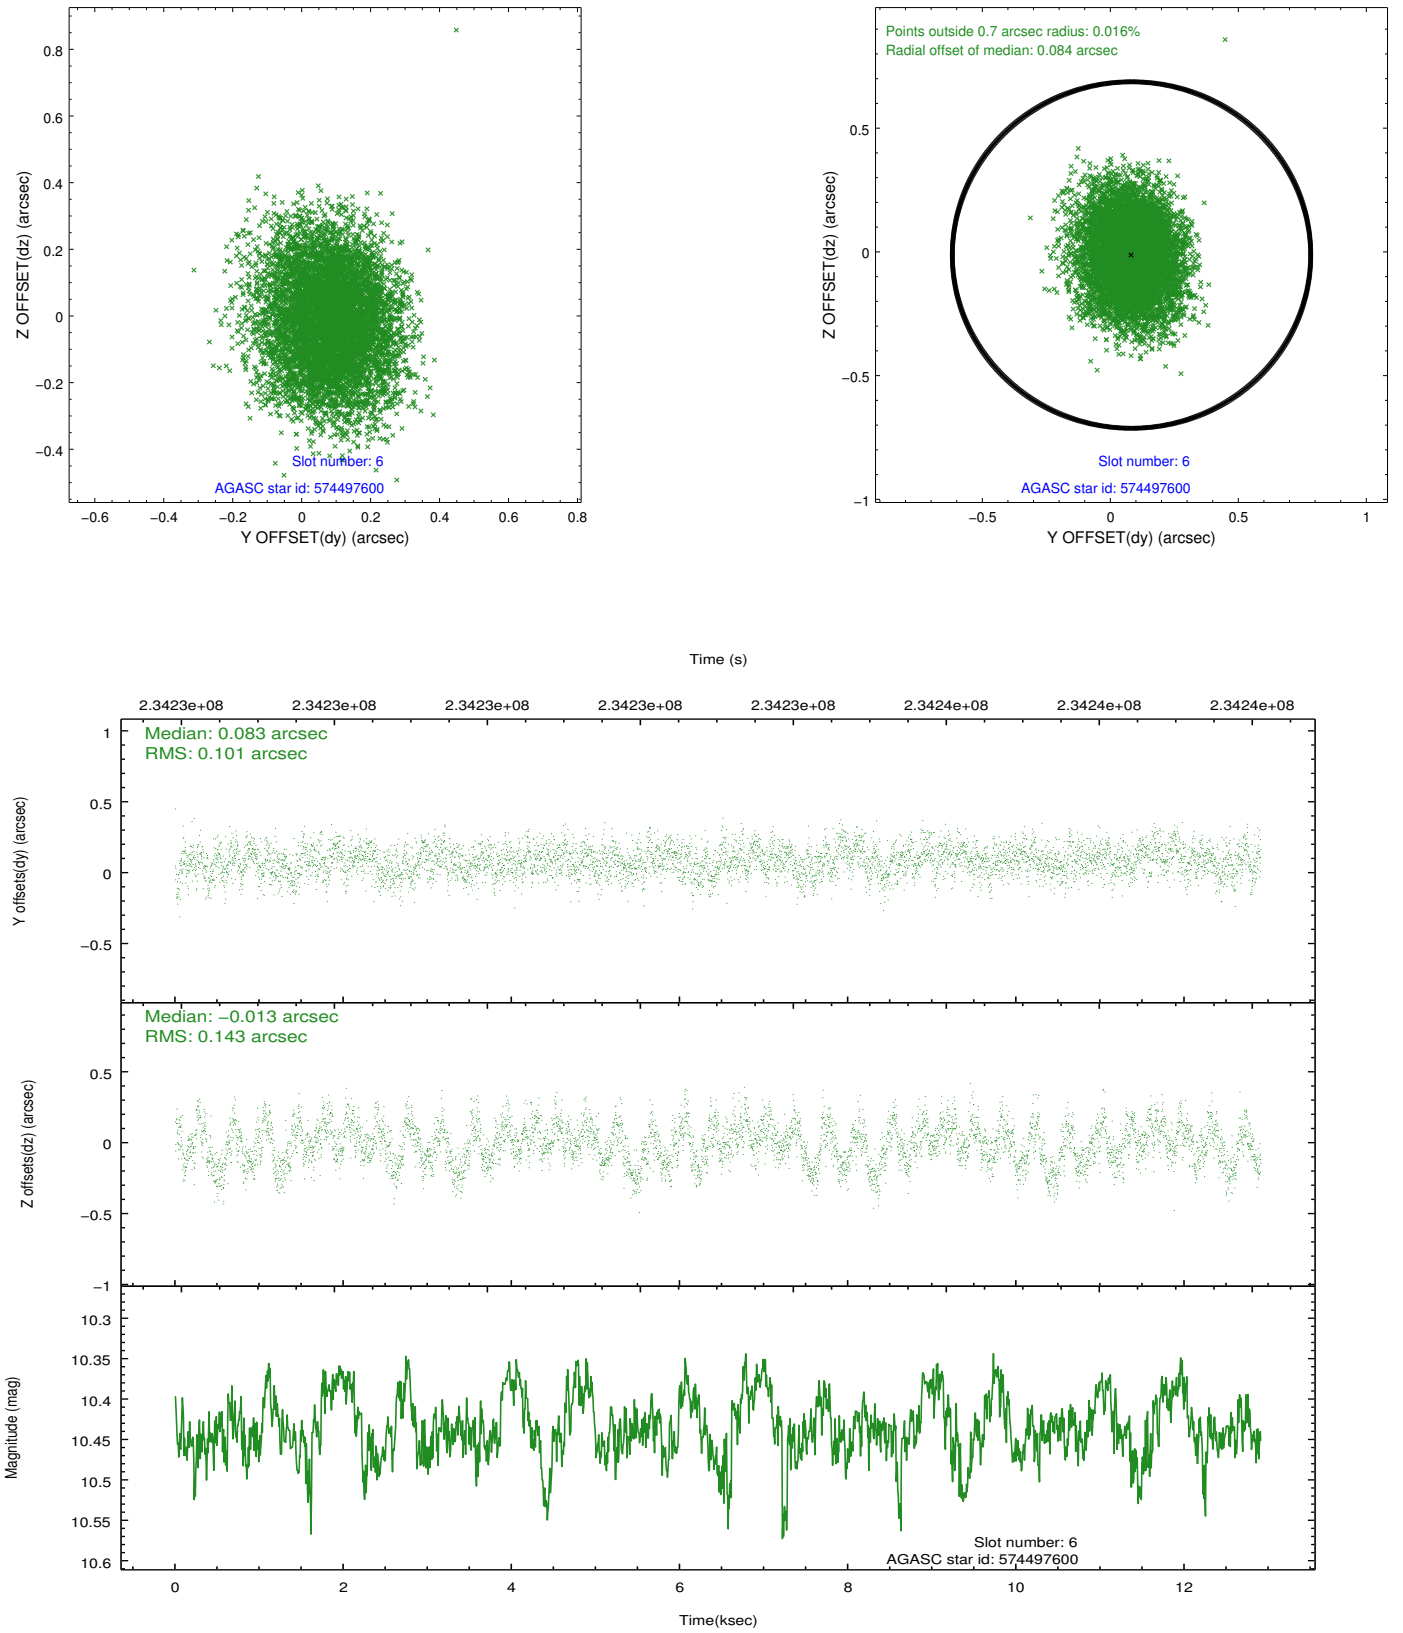 0.8
0.6
0.4
0.2
0
−0.2
−0.4
Z OFFSET(dz) (arcsec)
Slot number: 6
AGASC star id: 574497600
−0.6 −0.4 −0.2 0 0.2 0.4 0.6 0.8
Y OFFSET(dy) (arcsec)
Points outside 0.7 arcsec radius: 0.016%
Radial offset of median: 0.084 arcsec
0.5
0
−0.5
−1
Z OFFSET(dz) (arcsec)
Slot number: 6
AGASC star id: 574497600
−0.5 0 0.5 1
Y OFFSET(dy) (arcsec)
Time (s)
2.3423e+08 2.3423e+08 2.3423e+08 2.3423e+08 2.3423e+08 2.3424e+08 2.3424e+08 2.3424e+08
Median: 0.083 arcsec
RMS: 0.101 arcsec
1
0.5
0
−0.5
Y offsets(dy) (arcsec)
Median: −0.013 arcsec
RMS: 0.143 arcsec
0.5
0
−0.5
−1
Z offsets(dz) (arcsec)
10.3
10.35
10.4
10.45
10.5
10.55
10.6
Magnitude (mag)
Slot number: 6
AGASC star id: 574497600
0 2 4 6 8 10 12
Time(ksec)